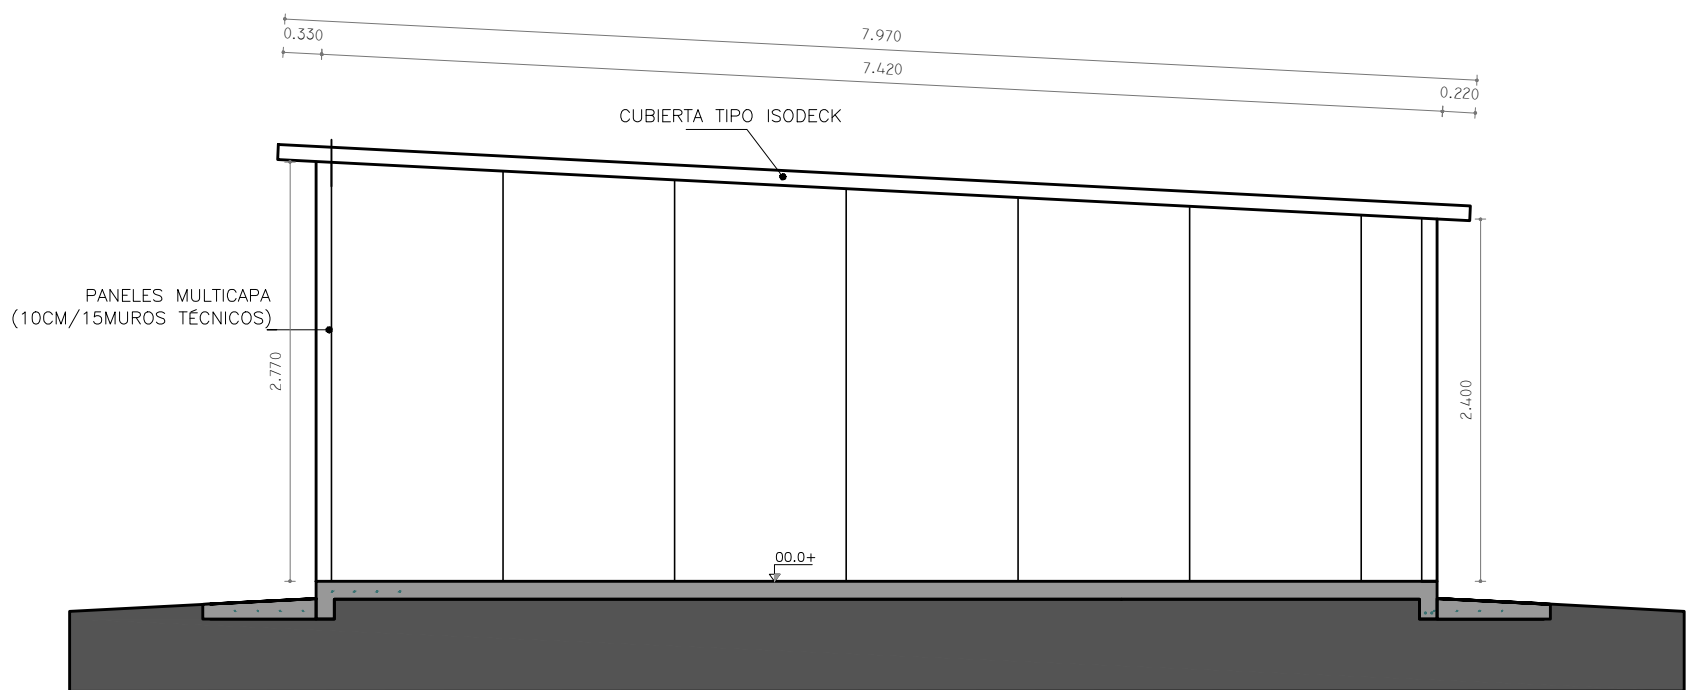 0.330
7.970
7.420
0.220
CUBIERTA TIPO ISODECK
PANELES MULTICAPA
(10CM/15MUROS TÉCNICOS)
2.770
2.400
00.0+